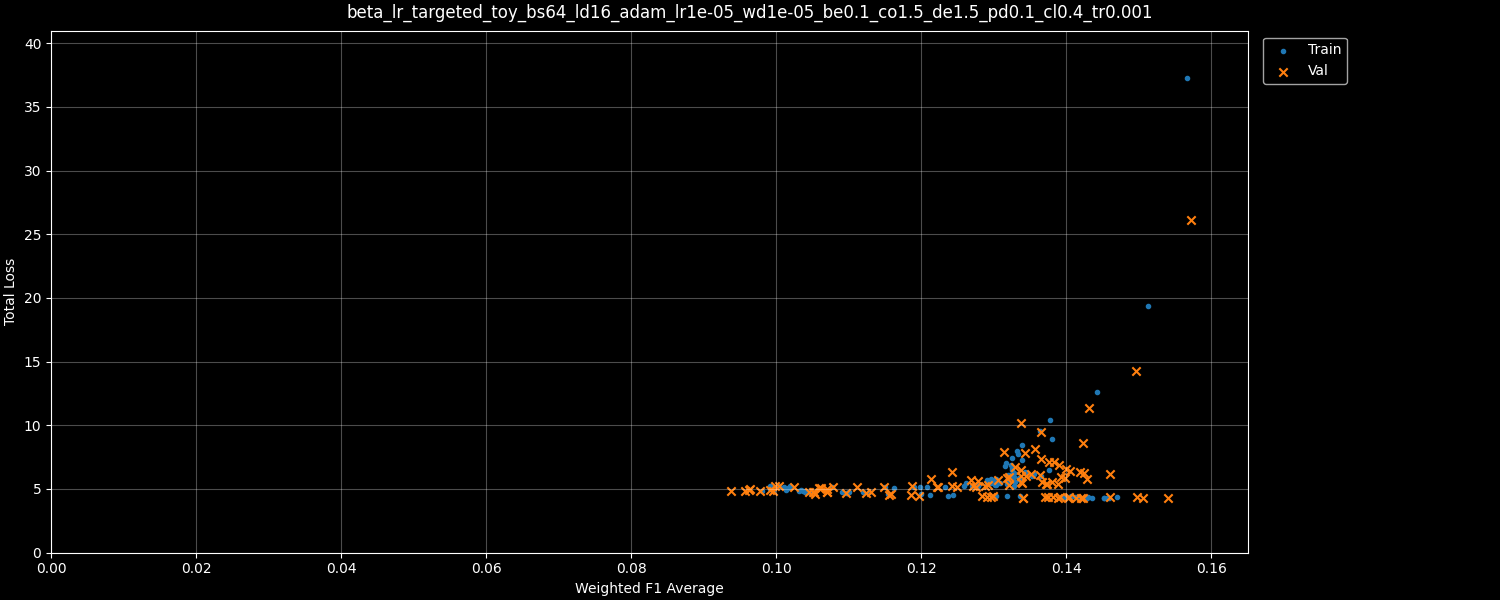 beta_lr_targeted_toy_bs64_ld16_adam_lr1e-05_wd1e-05_be0.1_co1.5_de1.5_pd0.1_cl0.4_tr0.001
Train
Val
40
35
30
25
20
15
10
5
0
Total Loss
0.00 0.02 0.04 0.06 0.08 0.10 0.12 0.14 0.16
Weighted F1 Average